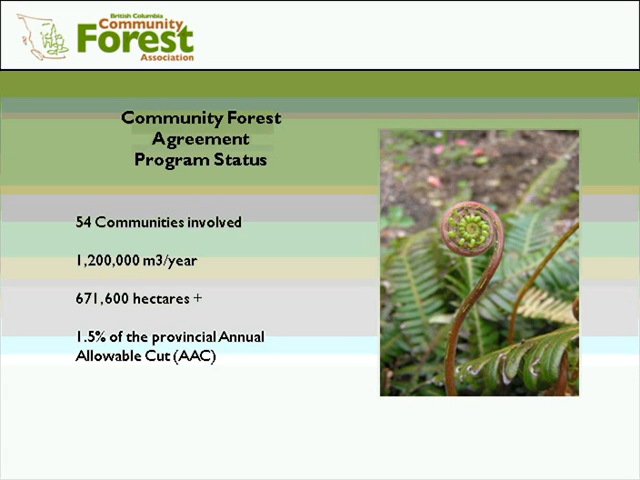 British Columbia
Community
Forest
Association
Community Forest
Agreement
Program Status
54 Communities involved
1,200,000 m3/year
671,600 hectares +
1.5% of the provincial Annual
Allowable Cut (AAC)